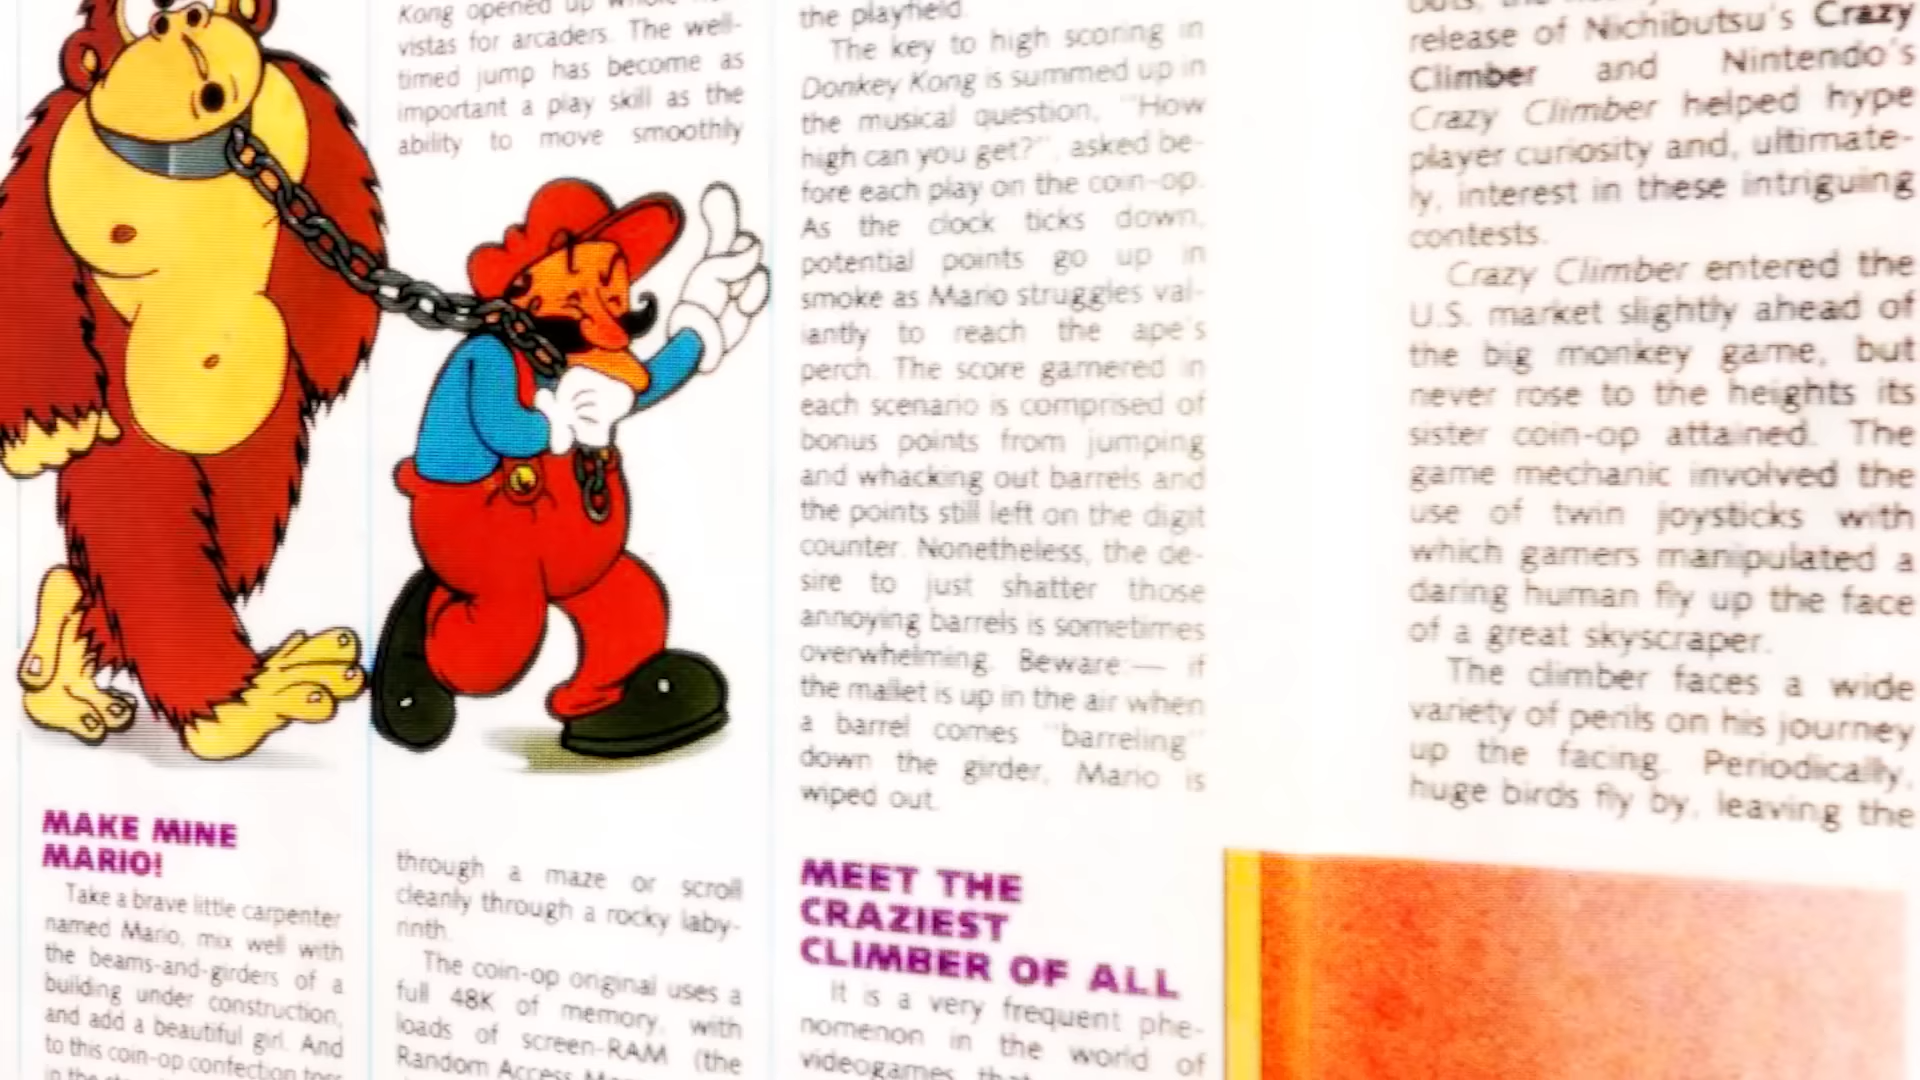 MAKE MINE
MARIO!
Take a brave little carpenter
named Mario, mix well with
the beams-and-girders of a
building under construction,
and add a beautiful girl. And
to this coin-op confection toss
in the
Kong opened up
vistas for arcaders. The well-
timed jump has become as
important a play skill as the
ability to move smoothly
through a maze or scroll
cleanly through a rocky laby-
rinth.
The coin-op original uses a
full 48K of memory, with
loads of screen-RAM (the
Random Access
the playfield.
The key to high scoring in
Donkey Kong is summed up in
the musical question, "How
high can you get?", asked be-
fore each play on the coin-op.
As the clock ticks down,
potential points go up in
smoke as Mario struggles val-
iantly to reach the ape's
perch. The score garnered in
each scenario is comprised of
bonus points from jumping
and whacking out barrels and
the points still left on the digit
counter. Nonetheless, the de-
sire to just shatter those
annoying barrels is sometimes
overwhelming. Beware — if
the mallet is up in the air when
a barrel comes "barreling"
down the girder, Mario is
wiped out.
MEET THE
CRAZIEST
CLIMBER OF ALL
It is a very frequent phe-
nomenon in the world of
videogames that
release of Nichibutsu's Crazy
Climber and Nintendo's
Crazy Climber helped hype
player curiosity and, ultimate-
ly, interest in these intriguing
contests.
Crazy Climber entered the
U.S. market slightly ahead of
the big monkey game, but
never rose to the heights its
sister coin-op attained. The
game mechanic involved the
use of twin joysticks with
which gamers manipulated a
daring human fly up the face
of a great skyscraper.
The climber faces a wide
variety of perils on his journey
up the facing. Periodically,
huge birds fly by, leaving the